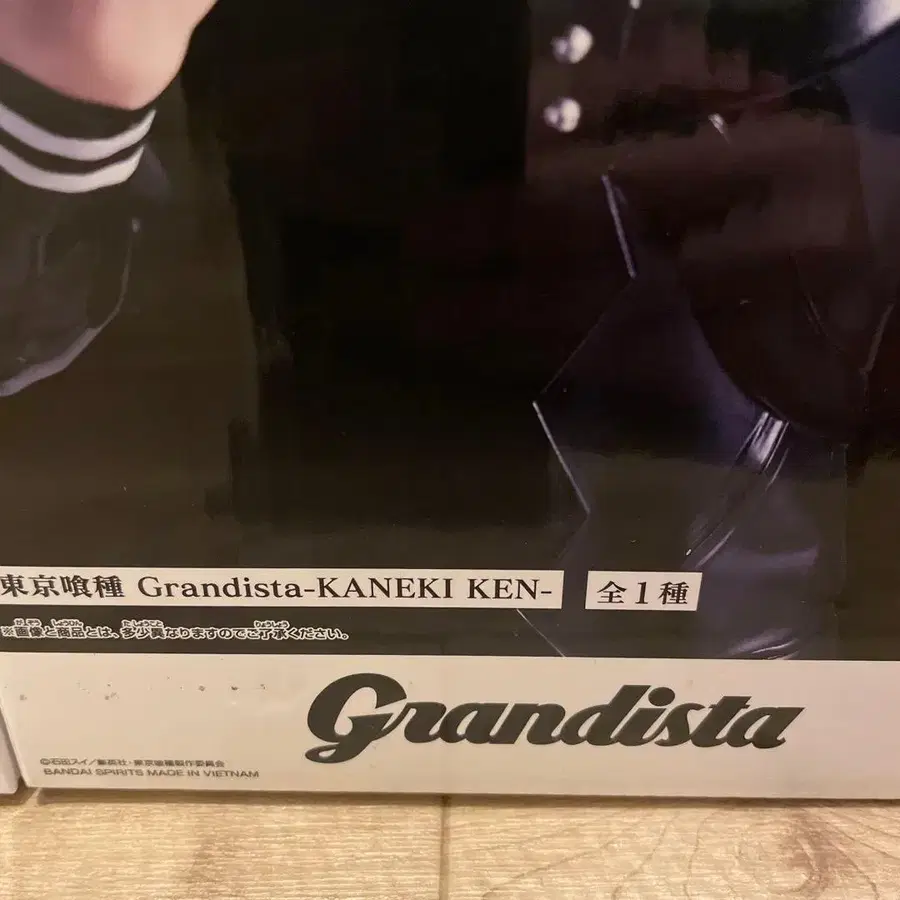 東京喰種 Grandista-KANEKI KEN-
全1種
※画像と商品とは、多少異なりますのでご了承ください。
Grandista
©石田スイ/集英社・東京喰種製作委員会
BANDAI SPIRITS MADE IN VIETNAM